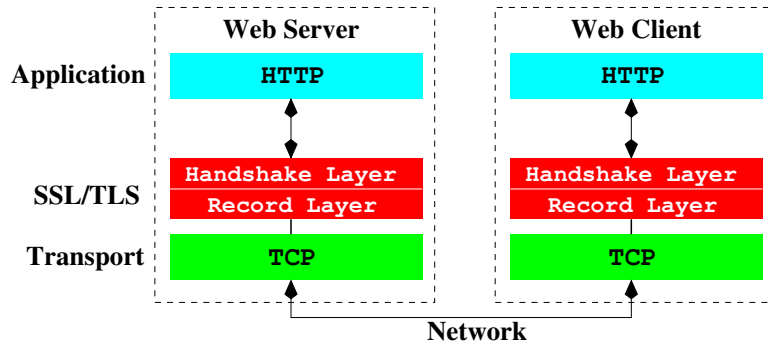 Web Server
Web Client
Application
HTTP
HTTP
SSL/TLS
Handshake Layer
Record Layer
Handshake Layer
Record Layer
Transport
TCP
TCP
Network